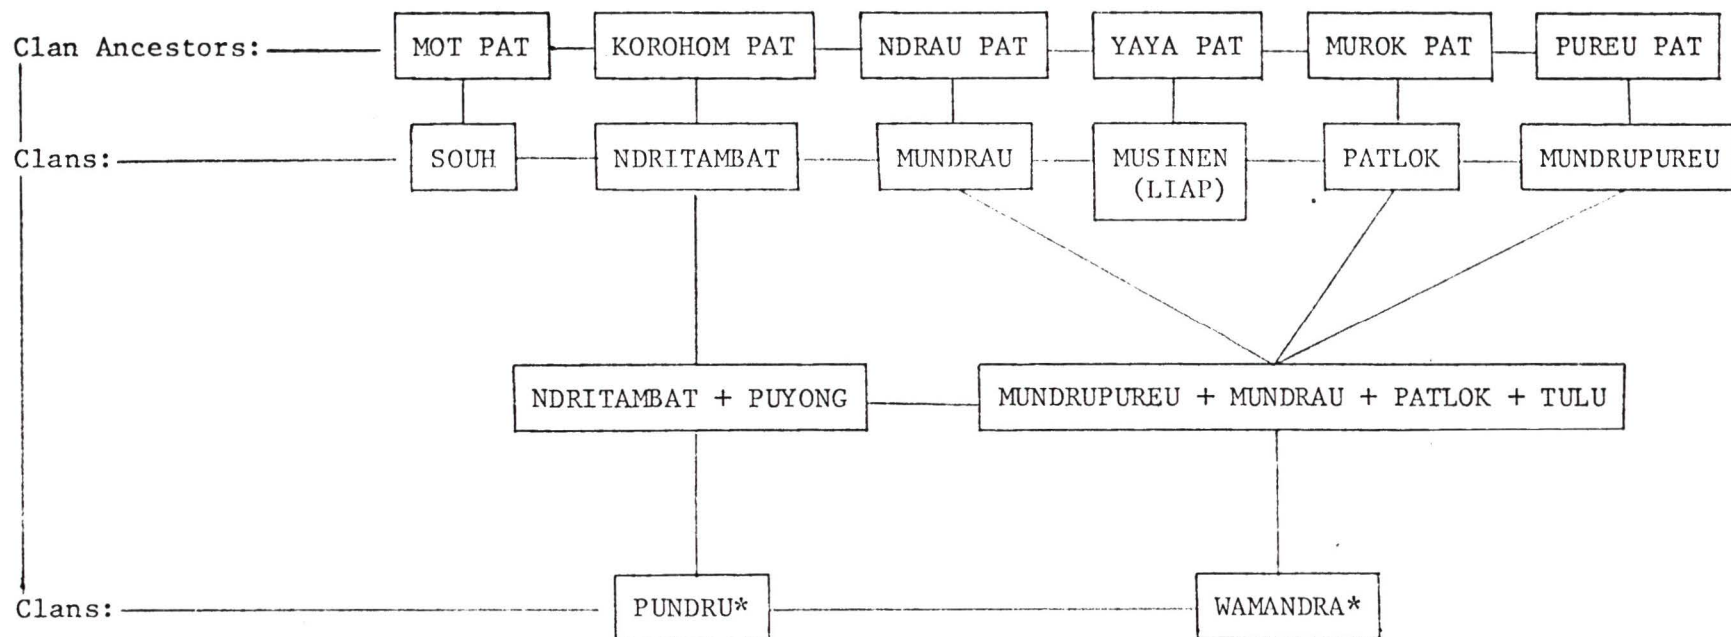 Clan Ancestors: MOT PAT KOROHOM PAT NDRAU PAT YAYA PAT MUROK PAT PUREU PAT
Clans: SOUH NDRITAMBAT MUNDRAU MUSINEN PATLOK MUNDRUPUREU
(LIAP)
NDRITAMBAT + PUYONG MUNDRUPUREU + MUNDRAU + PATLOK + TULU
Clans: PUNDRU* WAMANDRA*